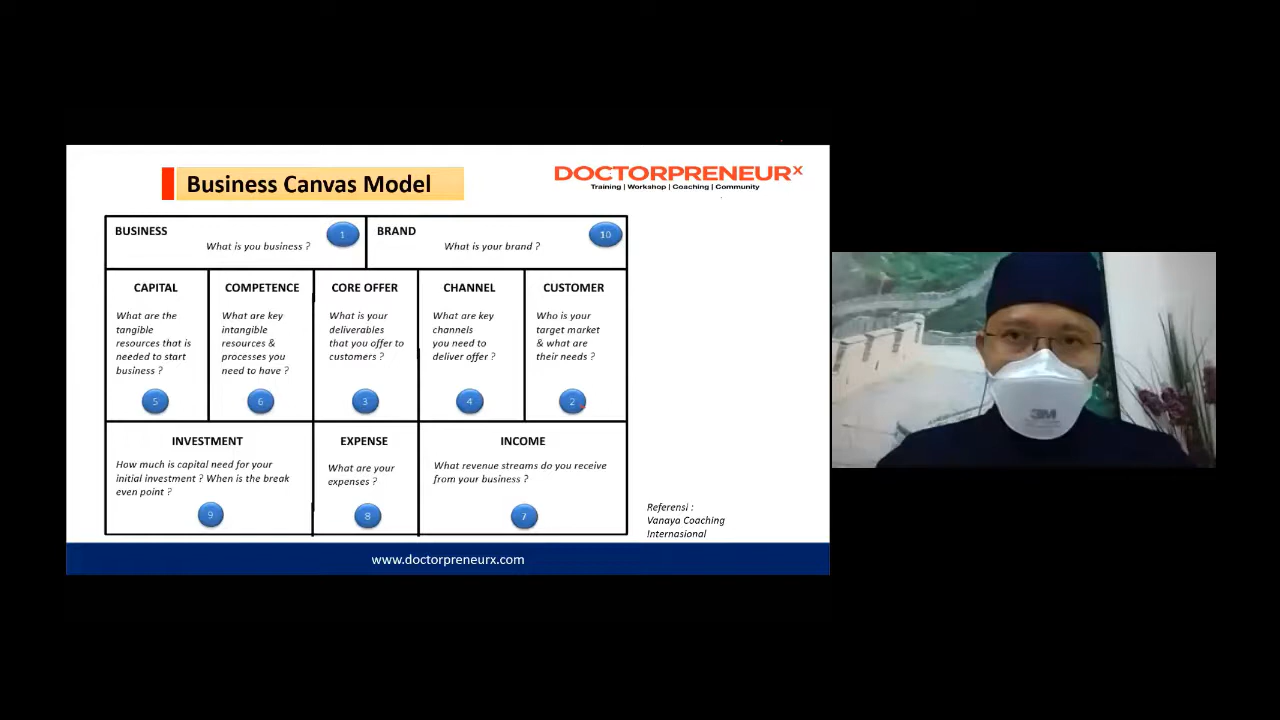 Business Canvas Model
DOCTORPRENEURX
Training | Workshop | Coaching | Community
BUSINESS
What is you business ?
1
BRAND
What is your brand ?
10
CAPITAL
What are the
tangible
resources that is
needed to start
business ?
5
COMPETENCE
What are key
intangible
resources &
processes you
need to have ?
6
CORE OFFER
What is your
deliverables
that you offer to
customers ?
3
CHANNEL
What are key
channels
you need to
deliver offer ?
4
CUSTOMER
Who is your
target market
& what are
their needs ?
2
INVESTMENT
How much is capital need for your
initial investment ? When is the break
even point ?
9
EXPENSE
What are your
expenses ?
8
INCOME
What revenue streams do you receive
from your business ?
7
Referensi :
Vanaya Coaching
Internasional
www.doctorpreneurx.com
3M